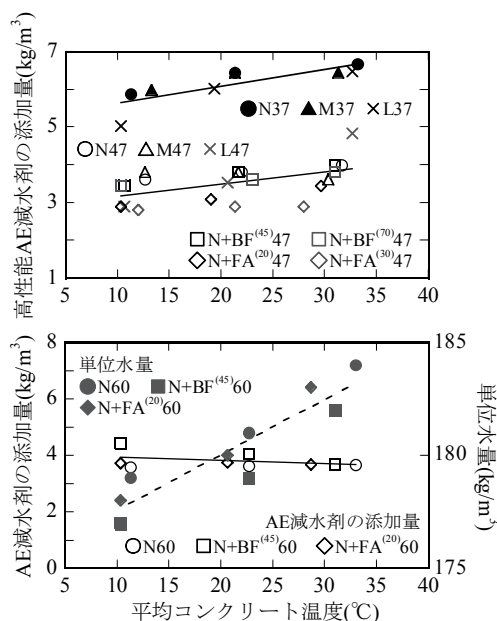 高性能AE減水剤の添加量(kg/m³)
7
5
3
1
N37 M37 L37
N47 M47 L47
N+BF⁽⁴⁵⁾47 N+BF⁽⁷⁰⁾47
N+FA⁽²⁰⁾47 N+FA⁽³⁰⁾47
5 10 15 20 25 30 35 40
AE減水剤の添加量(kg/m³)
8
6
4
2
0
単位水量
N60 N+BF⁽⁴⁵⁾60
N+FA⁽²⁰⁾60
AE減水剤の添加量
N60 N+BF⁽⁴⁵⁾60 N+FA⁽²⁰⁾60
185
180
175
単位水量(kg/m³)
5 10 15 20 25 30 35 40
平均コンクリート温度(℃)